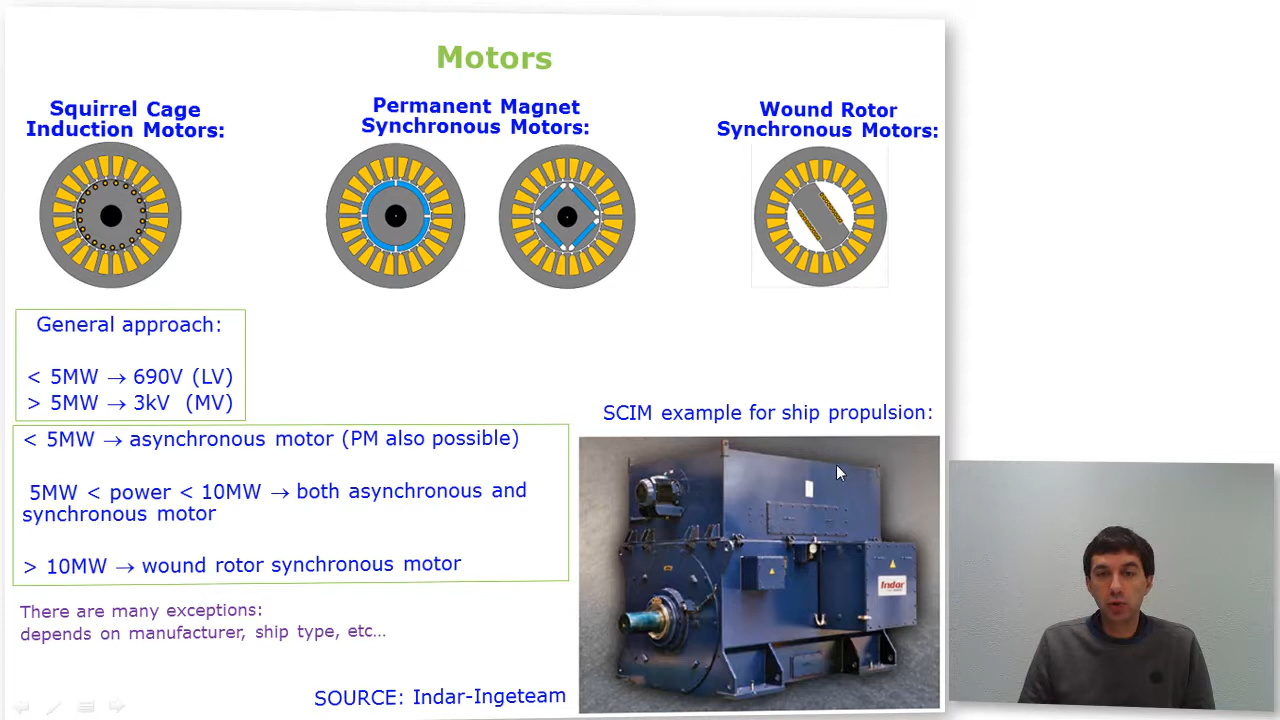 Motors
Squirrel Cage
Induction Motors:
Permanent Magnet
Synchronous Motors:
Wound Rotor
Synchronous Motors:
General approach:
< 5MW → 690V (LV)
> 5MW → 3kV (MV)
< 5MW → asynchronous motor (PM also possible)
5MW < power < 10MW → both asynchronous and
synchronous motor
> 10MW → wound rotor synchronous motor
There are many exceptions:
depends on manufacturer, ship type, etc…
SCIM example for ship propulsion:
Indar
SOURCE: Indar-Ingeteam